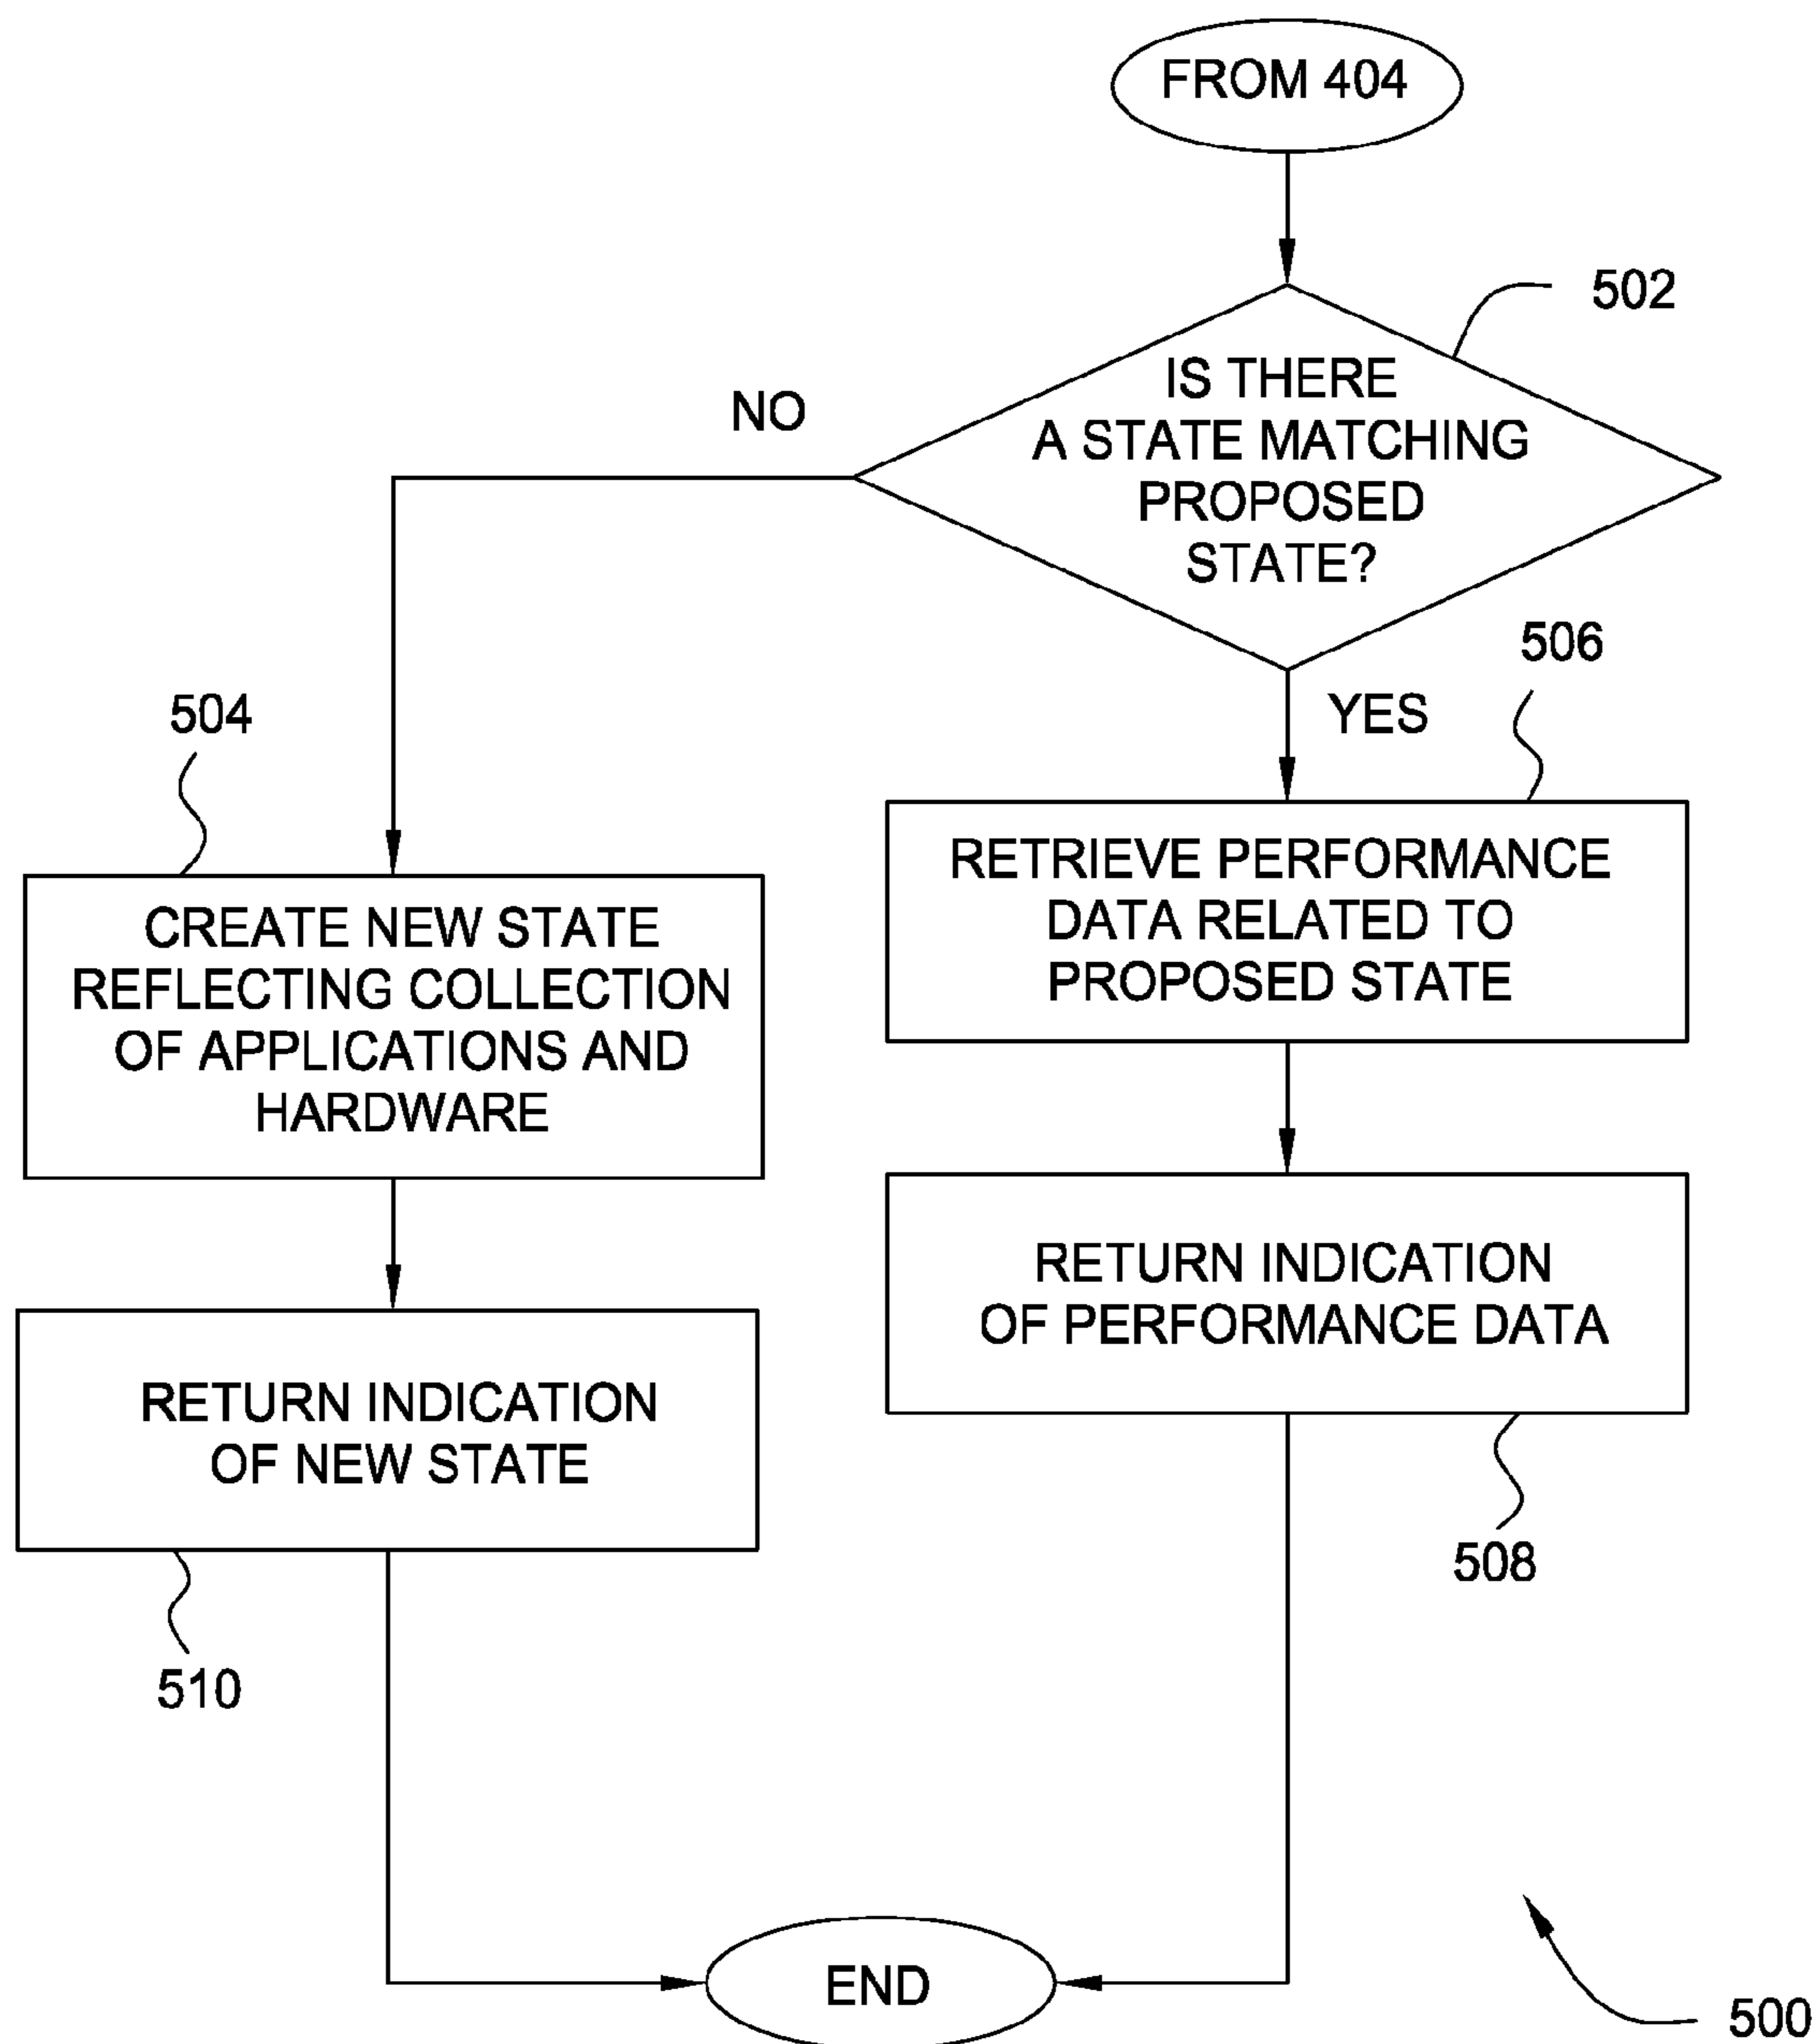 FROM 404
502
IS THERE
A STATE MATCHING
PROPOSED
STATE?
NO
YES
506
504
RETRIEVE PERFORMANCE
DATA RELATED TO
PROPOSED STATE
CREATE NEW STATE
REFLECTING COLLECTION
OF APPLICATIONS AND
HARDWARE
RETURN INDICATION
OF PERFORMANCE DATA
508
RETURN INDICATION
OF NEW STATE
510
END
500